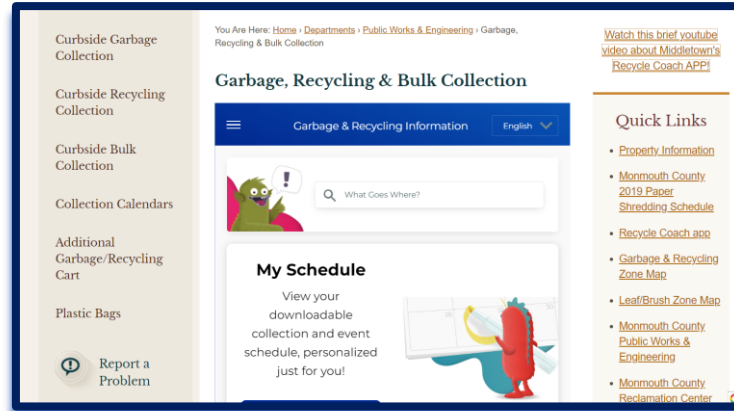 Curbside Garbage
Collection
Curbside Recycling
Collection
Curbside Bulk
Collection
Collection Calendars
Additional
Garbage/Recycling
Cart
Plastic Bags
Report a
Problem
You Are Here: Home › Departments › Public Works & Engineering › Garbage,
Recycling & Bulk Collection
Garbage, Recycling & Bulk Collection
Garbage & Recycling Information
English
!
What Goes Where?
My Schedule
View your
downloadable
collection and event
schedule, personalized
just for you!
Watch this brief youtube
video about Middletown's
Recycle Coach APP!
Quick Links
• Property Information
• Monmouth County
2019 Paper
Shredding Schedule
• Recycle Coach app
• Garbage & Recycling
Zone Map
• Leaf/Brush Zone Map
• Monmouth County
Public Works &
Engineering
• Monmouth County
Reclamation Center